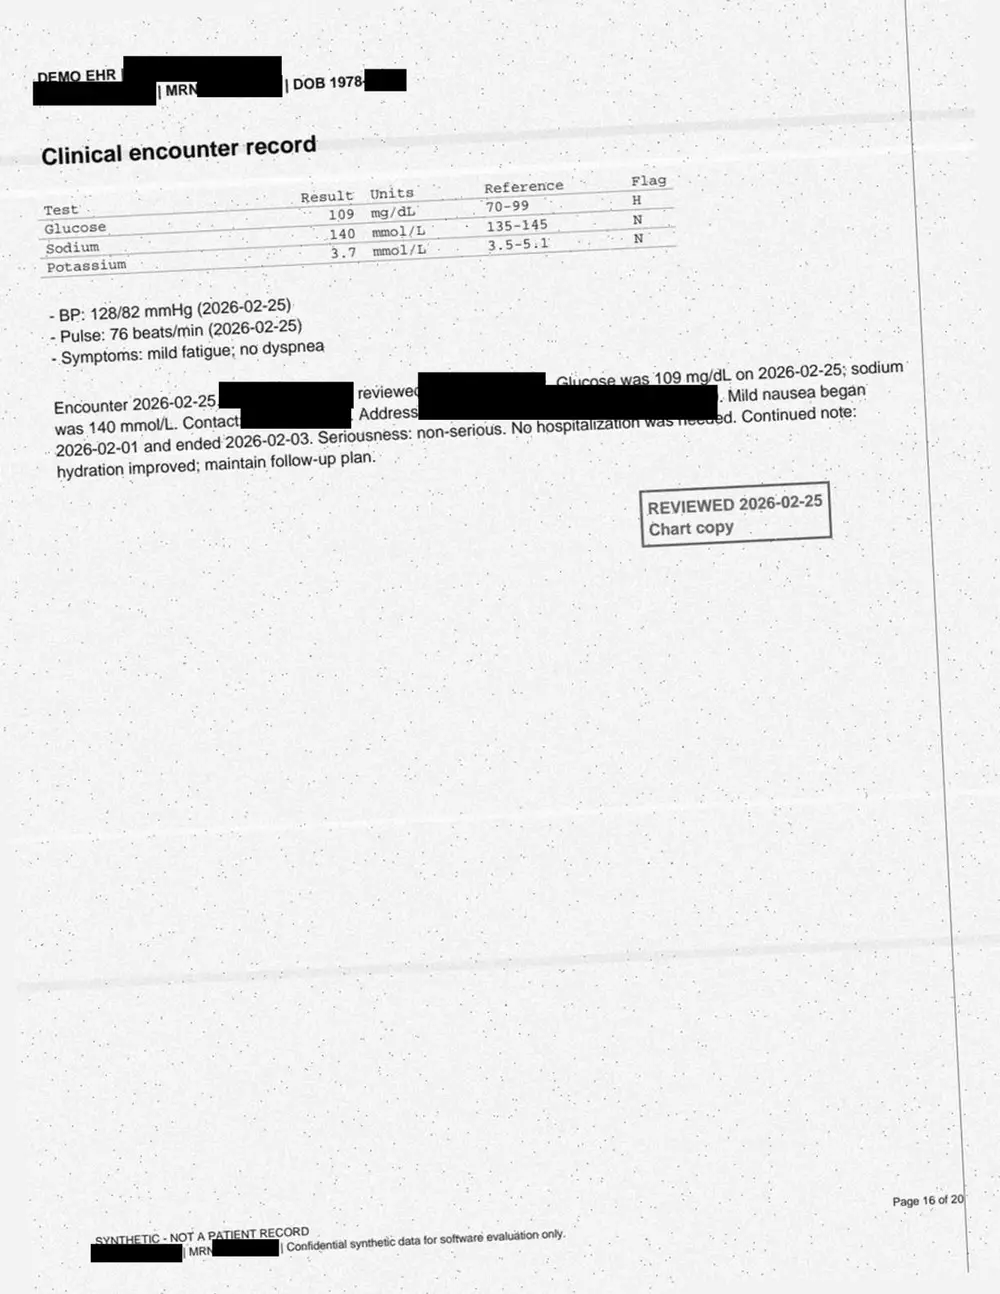 DEMO EHR |
| MRN | DOB 1978-
Clinical encounter record
Test Result Units Reference Flag
Glucose 109 mg/dL 70-99 H
Sodium 140 mmol/L 135-145 N
Potassium 3.7 mmol/L 3.5-5.1 N
- BP: 128/82 mmHg (2026-02-25)
- Pulse: 76 beats/min (2026-02-25)
- Symptoms: mild fatigue; no dyspnea
Encounter 2026-02-25. reviewed Glucose was 109 mg/dL on 2026-02-25; sodium
was 140 mmol/L. Contact Address . Mild nausea began
2026-02-01 and ended 2026-02-03. Seriousness: non-serious. No hospitalization was needed. Continued note:
hydration improved; maintain follow-up plan.
REVIEWED 2026-02-25
Chart copy
Page 16 of 20
SYNTHETIC - NOT A PATIENT RECORD
| MRN | Confidential synthetic data for software evaluation only.